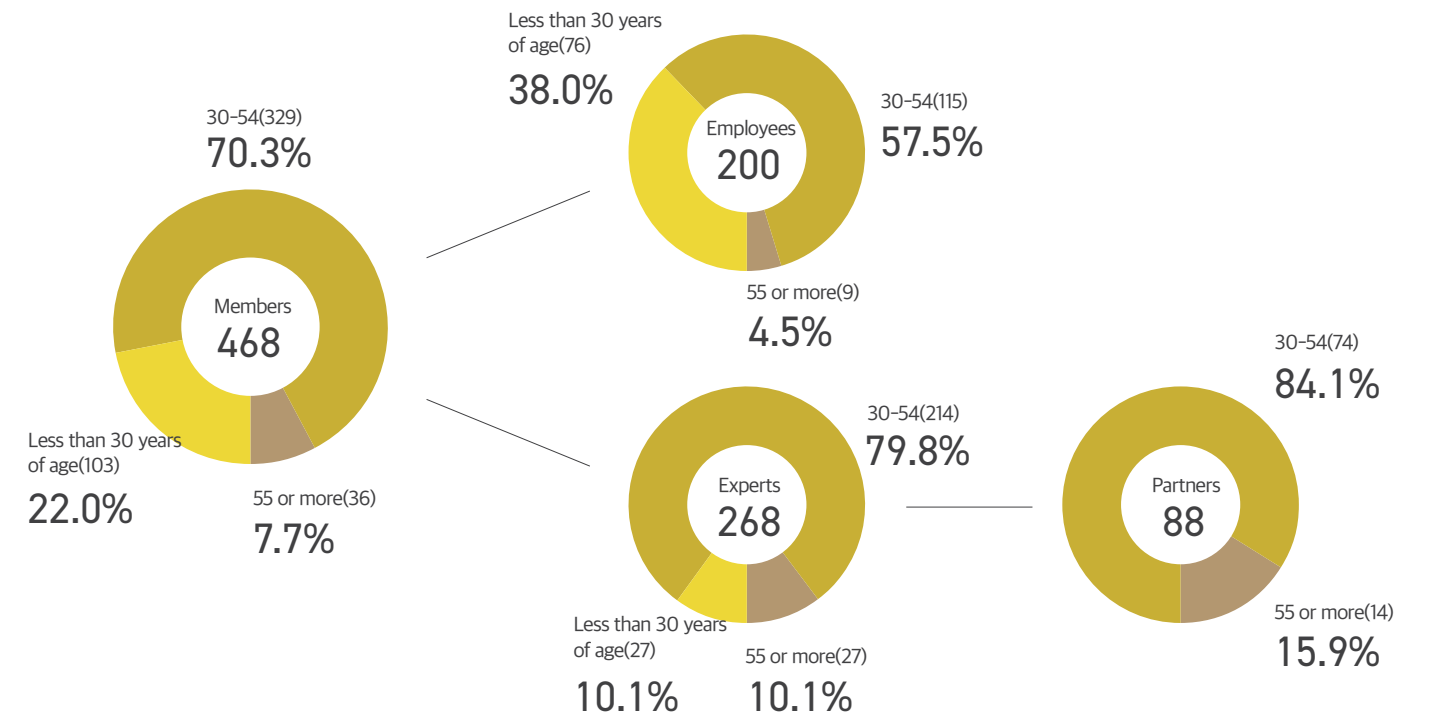 30-54(329)
70.3%
Members
468
Less than 30 years
of age(103)
22.0%
55 or more(36)
7.7%
Less than 30 years
of age(76)
38.0%
Employees
200
30-54(115)
57.5%
55 or more(9)
4.5%
30-54(214)
79.8%
Experts
268
Less than 30 years
of age(27)
10.1%
55 or more(27)
10.1%
30-54(74)
84.1%
Partners
88
55 or more(14)
15.9%